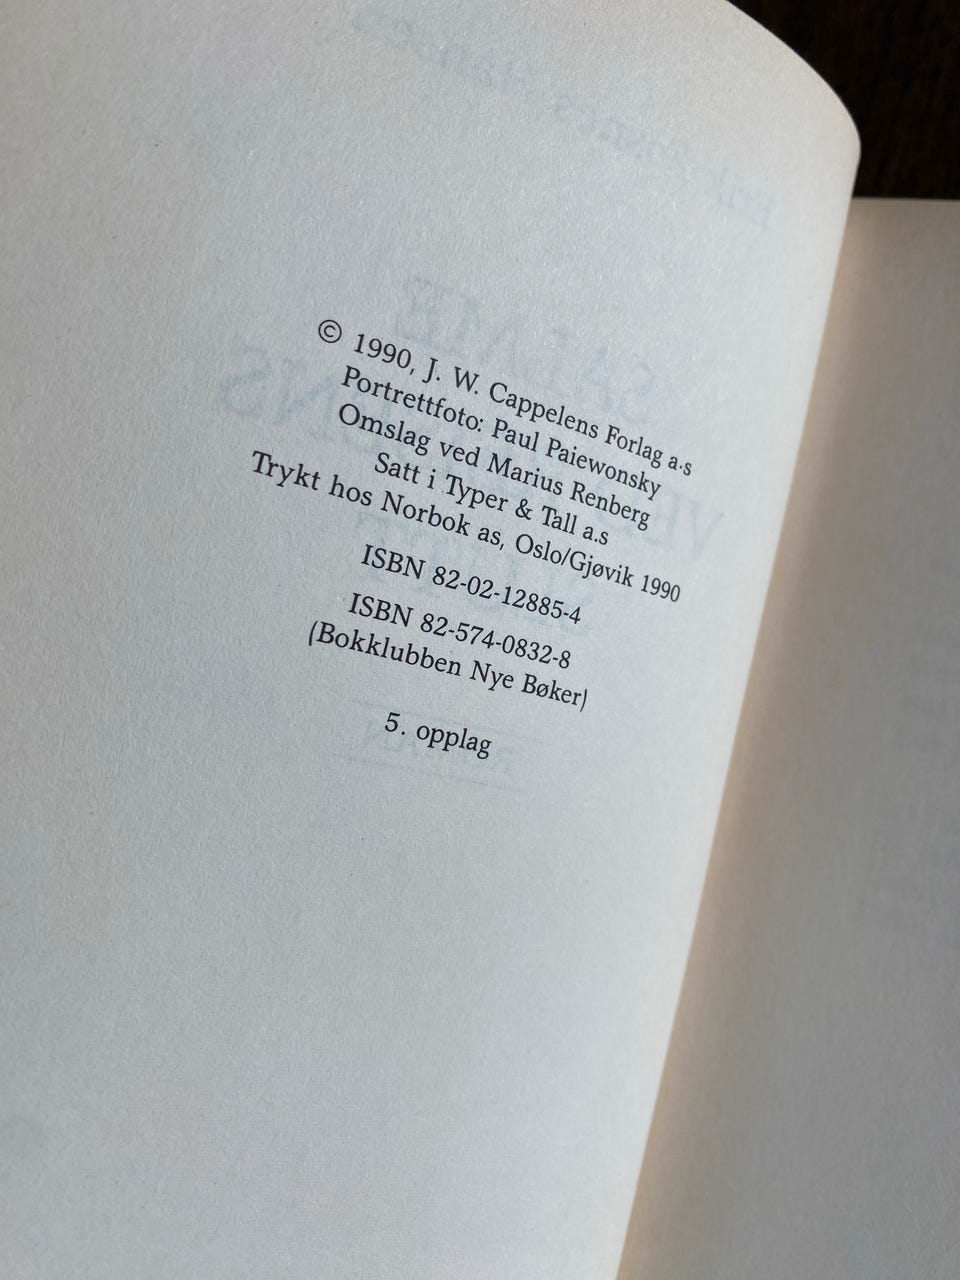 © 1990, J. W. Cappelens Forlag a·s
Portrettfoto: Paul Paiewonsky
Omslag ved Marius Renberg
Satt i Typer & Tall a.s
Trykt hos Norbok as, Oslo/Gjøvik 1990
ISBN 82-02-12885-4
ISBN 82-574-0832-8
(Bokklubben Nye Bøker)
5. opplag